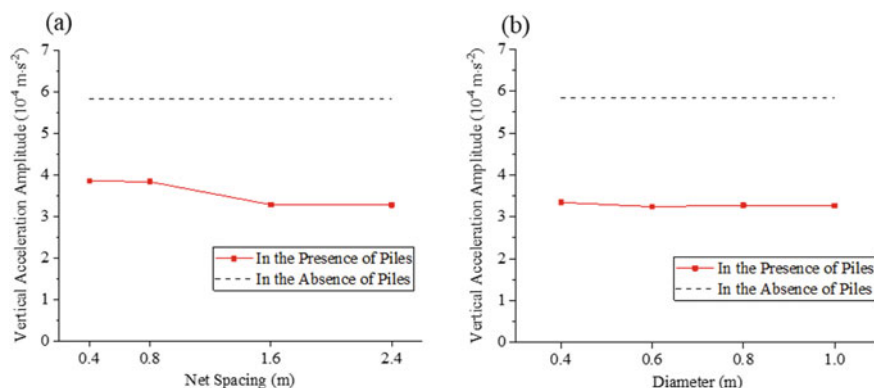 (a)
Vertical Acceleration Amplitude (10⁻⁴ m·s⁻²)
7
6
5
4
3
2
1
0
In the Presence of Piles
In the Absence of Piles
0.4 0.8 1.6 2.4
Net Spacing (m)
(b)
Vertical Acceleration Amplitude (10⁻⁴ m·s⁻²)
7
6
5
4
3
2
1
0
In the Presence of Piles
In the Absence of Piles
0.4 0.6 0.8 1.0
Diameter (m)